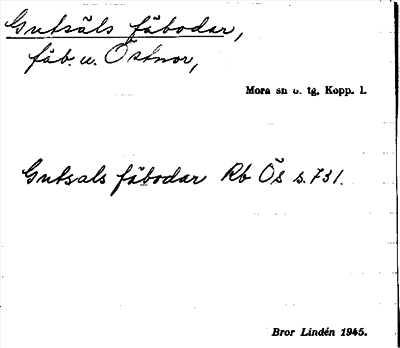 Gutsäls fäbodar,
fäb. u. Östnor,
Mora sn o. tg, Kopp. l.
Gutsals fäbodar Rb Ös s. 731.
Bror Lindén 1945.